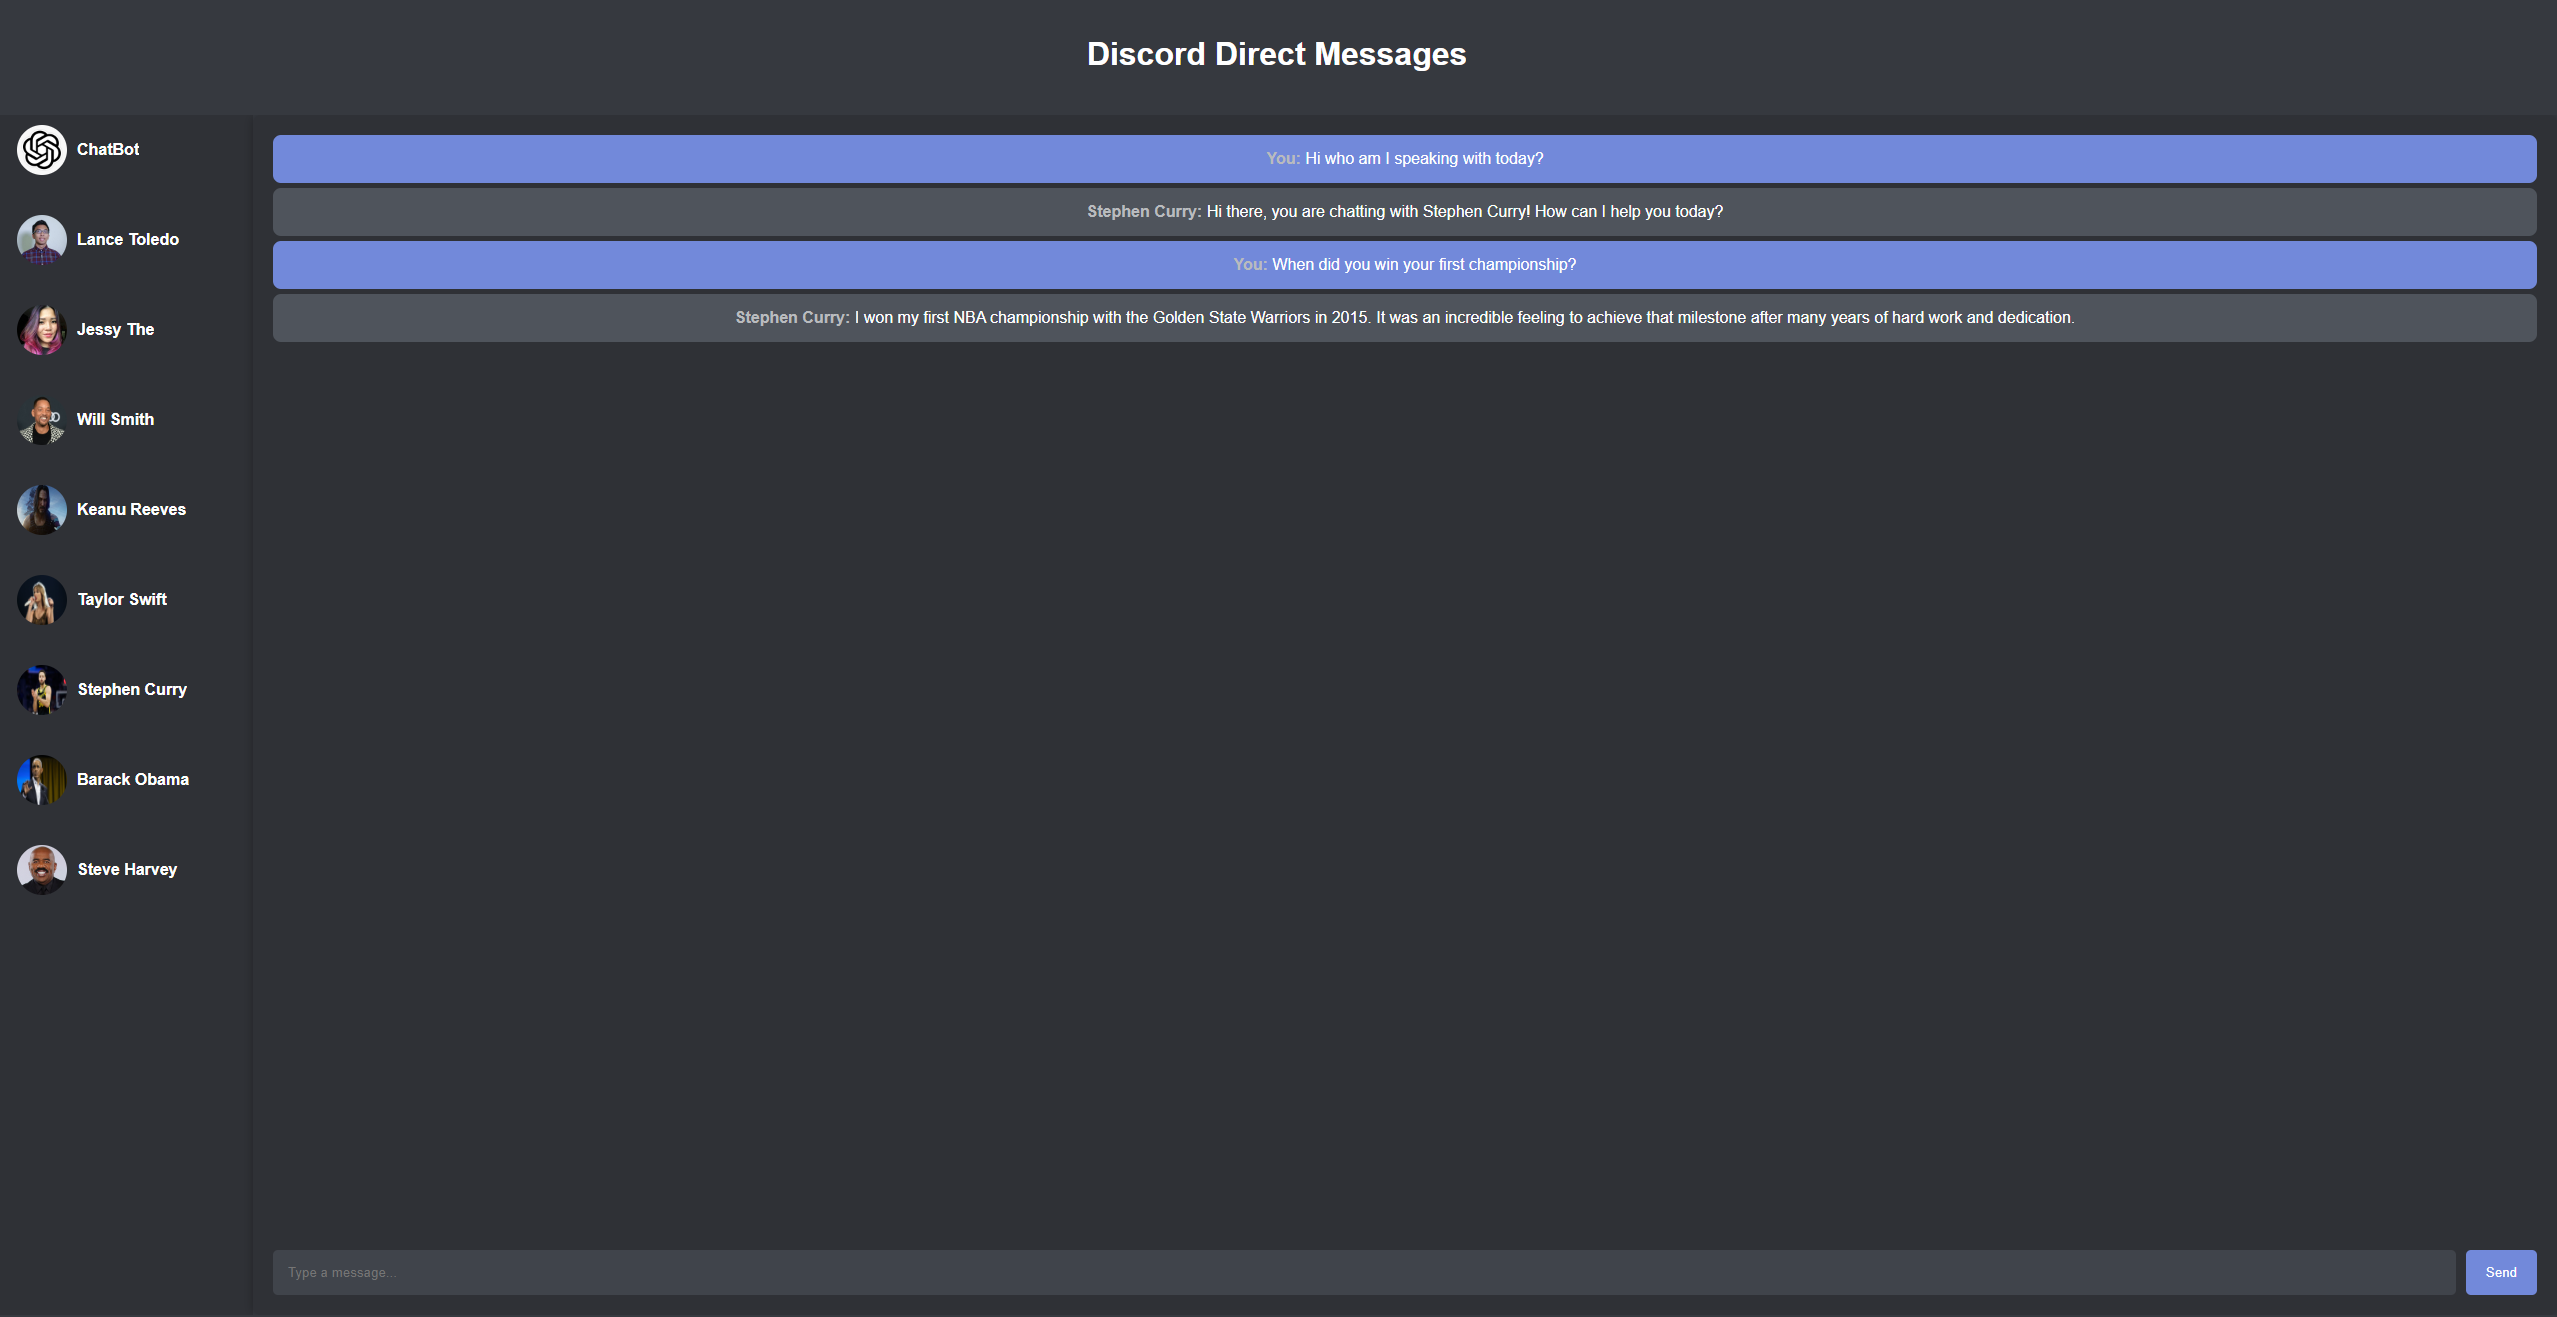 Discord Direct Messages
ChatBot
Lance Toledo
Jessy The
Will Smith
Keanu Reeves
Taylor Swift
Stephen Curry
Barack Obama
Steve Harvey
You: Hi who am I speaking with today?
Stephen Curry: Hi there, you are chatting with Stephen Curry! How can I help you today?
You: When did you win your first championship?
Stephen Curry: I won my first NBA championship with the Golden State Warriors in 2015. It was an incredible feeling to achieve that milestone after many years of hard work and dedication.
Type a message...
Send